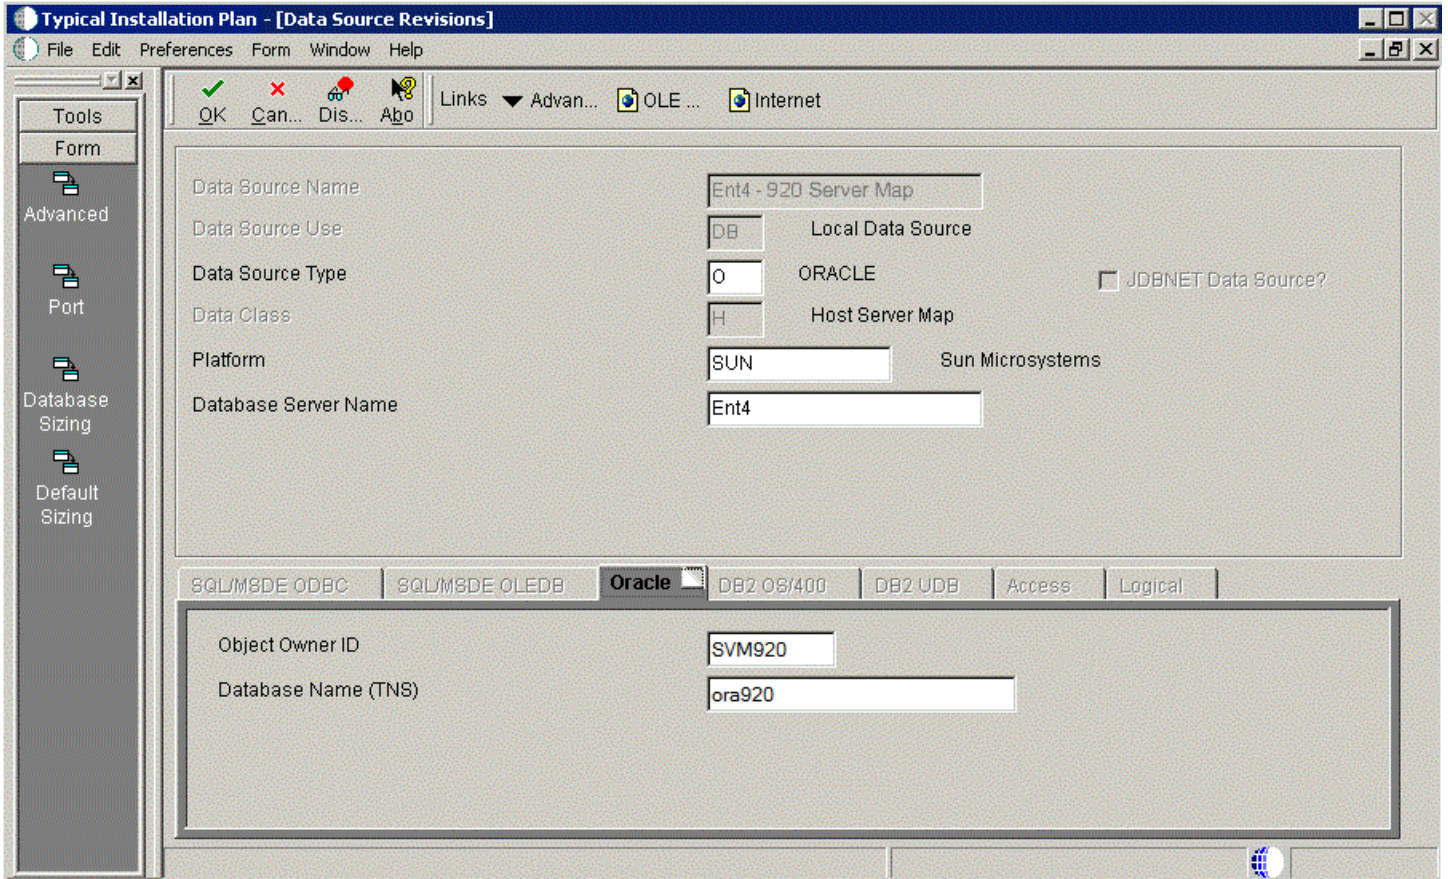 Typical Installation Plan - [Data Source Revisions]
File Edit Preferences Form Window Help
Tools
Form
Advanced
Port
Database
Sizing
Default
Sizing
OK Can... Dis... Abo Links Advan... OLE ... Internet
Data Source Name Ent4 - 920 Server Map
Data Source Use DB Local Data Source
Data Source Type O ORACLE JDBNET Data Source?
Data Class H Host Server Map
Platform SUN Sun Microsystems
Database Server Name Ent4
SQL/MSDE ODBC SQL/MSDE OLEDB Oracle DB2 OS/400 DB2 UDB Access Logical
Object Owner ID SVM920
Database Name (TNS) ora920